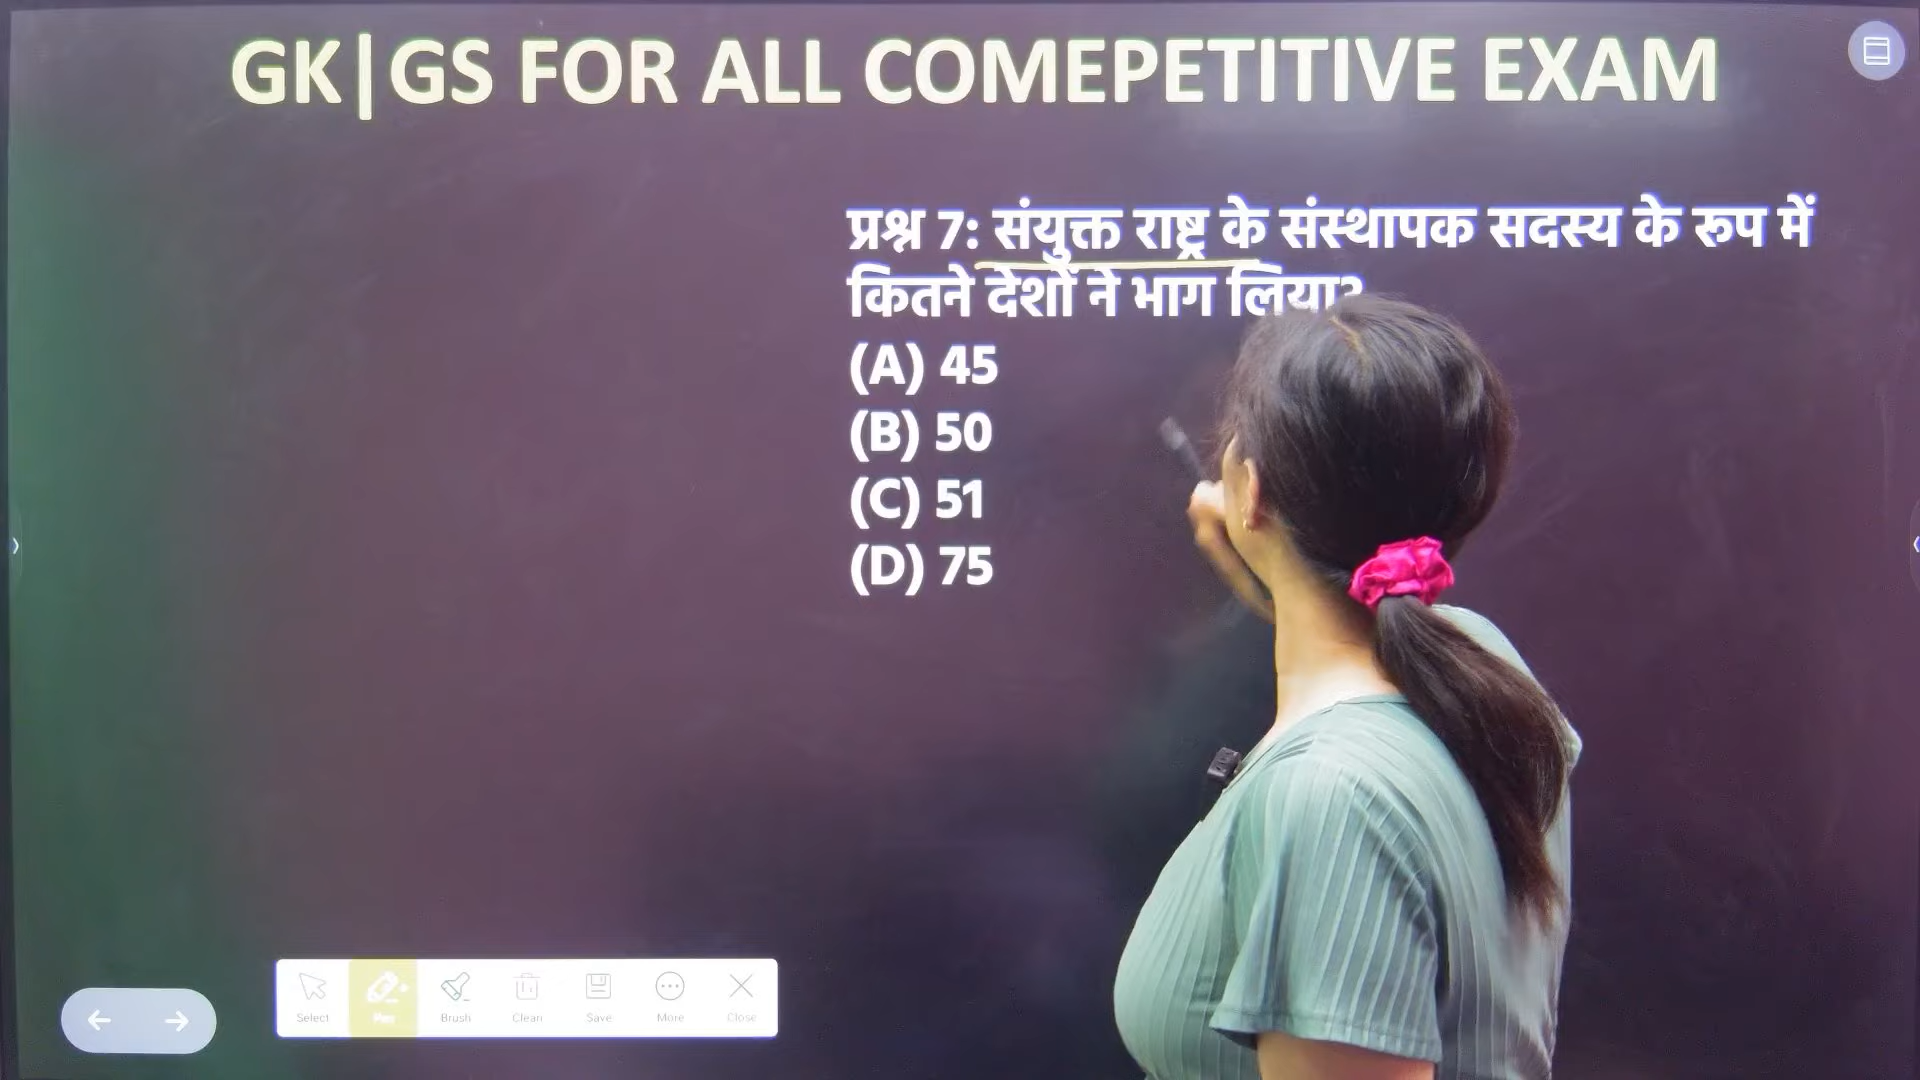 GK|GS FOR ALL COMEPETITIVE EXAM
प्रश्न 7: संयुक्त राष्ट्र के संस्थापक सदस्य के रूप में
कितने देशों ने भाग लिया?
(A) 45
(B) 50
(C) 51
(D) 75
Select Pen Brush Clean Save More Close